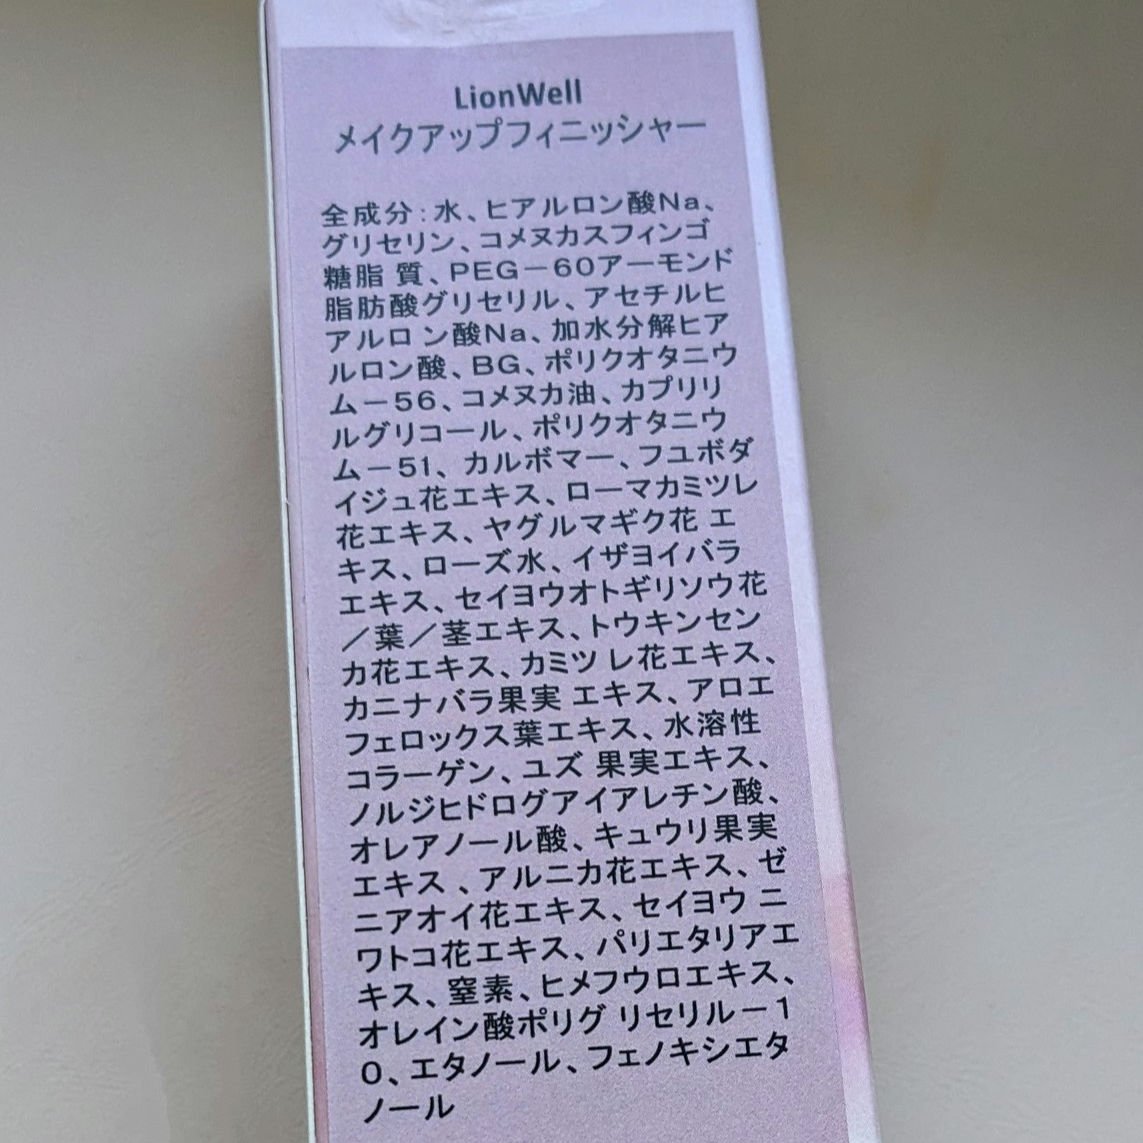 LionWell
メイクアップフィニッシャー
全成分：水、ヒアルロン酸Na、
グリセリン、コメヌカスフィンゴ
糖脂 質、PEG－60アーモンド
脂肪酸グリセリル、アセチルヒ
アルロ ン酸Na、加水分解ヒア
ルロン酸、BG、ポリクオタニウ
ム－56、コメヌカ油、カプリリ
ルグリコール、ポリクオタニウ
ム－51、カルボマー、フユボダ
イジュ花エキス、ローマカミツレ
花エキス、ヤグルマギク花 エ
キス、ローズ水、イザヨイバラ
エキス、セイヨウオトギリソウ花
／葉／茎エキス、トウキンセン
カ花エキス、カミツ レ花エキス、
カニナバラ果実 エキス、アロエ
フェロックス葉エキス、水溶性
コラーゲン、ユズ 果実エキス、
ノルジヒドログアイアレチン酸、
オレアノール酸、キュウリ果実
エキス 、アルニカ花エキス、ゼ
ニアオイ花エキス、セイヨウ ニ
ワトコ花エキス、パリエタリアエ
キス、窒素、ヒメフウロエキス、
オレイン酸ポリグ リセリル－1
0、エタノール、フェノキシエタ
ノール